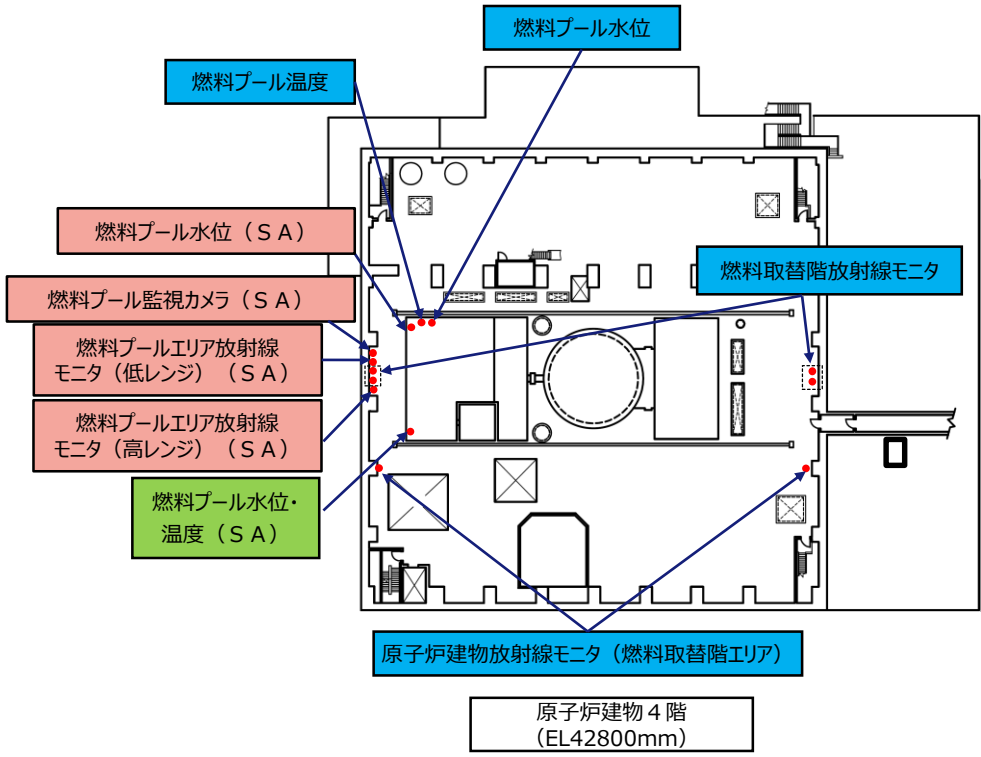 燃料プール水位
燃料プール温度
燃料プール水位（ＳＡ）
燃料取替階放射線モニタ
燃料プール監視カメラ（ＳＡ）
燃料プールエリア放射線
モニタ（低レンジ）（ＳＡ）
燃料プールエリア放射線
モニタ（高レンジ）（ＳＡ）
燃料プール水位・
温度（ＳＡ）
原子炉建物放射線モニタ（燃料取替階エリア）
原子炉建物４階
（EL42800mm）